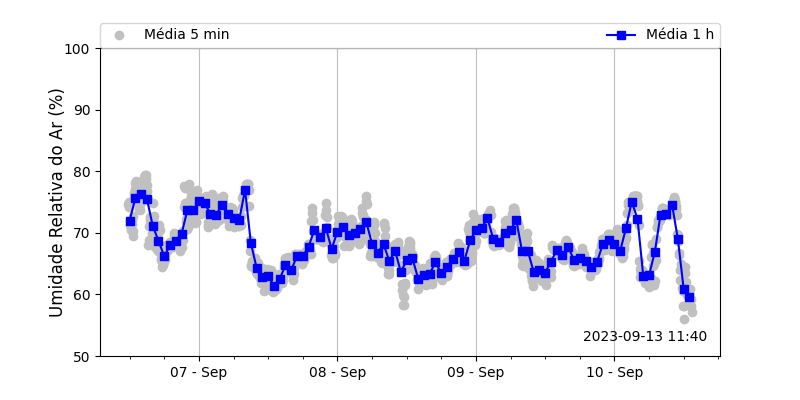 Média 5 min
Média 1 h
100
90
80
70
60
50
Umidade Relativa do Ar (%)
2023-09-13 11:40
07 - Sep
08 - Sep
09 - Sep
10 - Sep